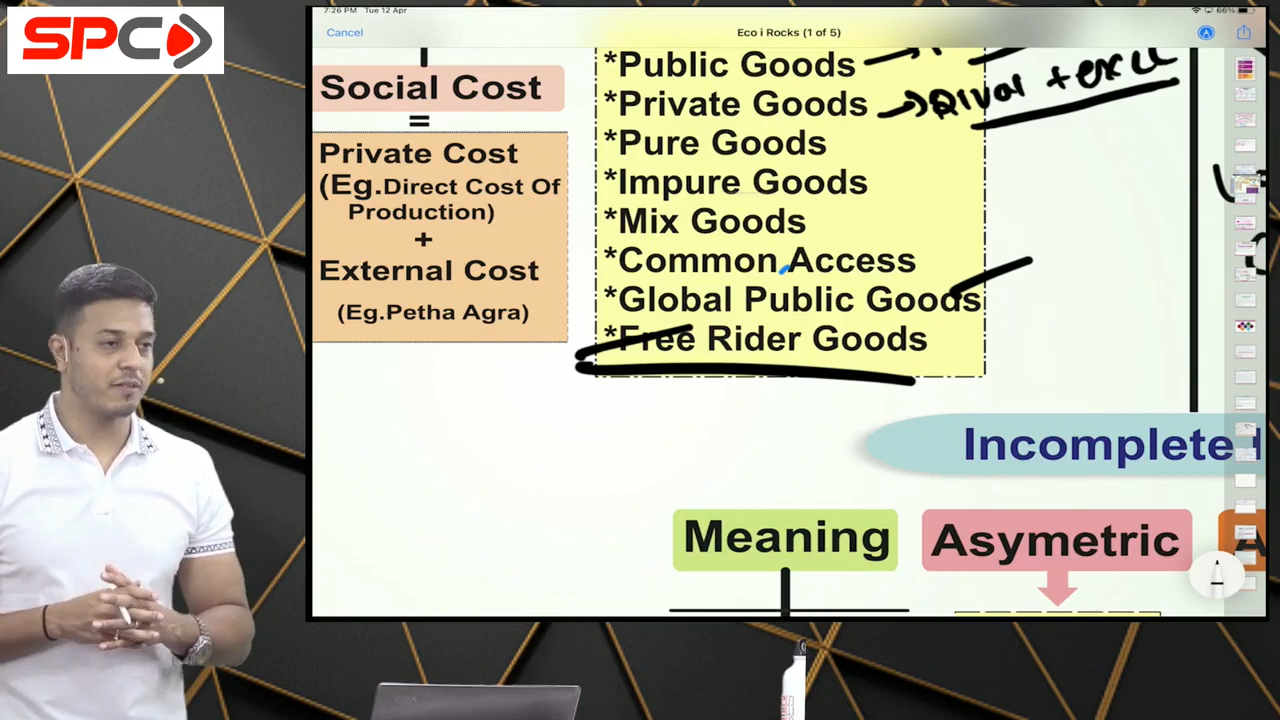 SPC
7:26 PM Tue 12 Apr
66%
Cancel
Eco i Rocks (1 of 5)
Social Cost
=
Private Cost
(Eg.Direct Cost Of
Production)
+
External Cost
(Eg.Petha Agra)
*Public Goods
*Private Goods → Rival + excl
*Pure Goods
*Impure Goods
*Mix Goods
*Common Access
*Global Public Goods
*Free Rider Goods
Incomplete
Meaning
Asymetric